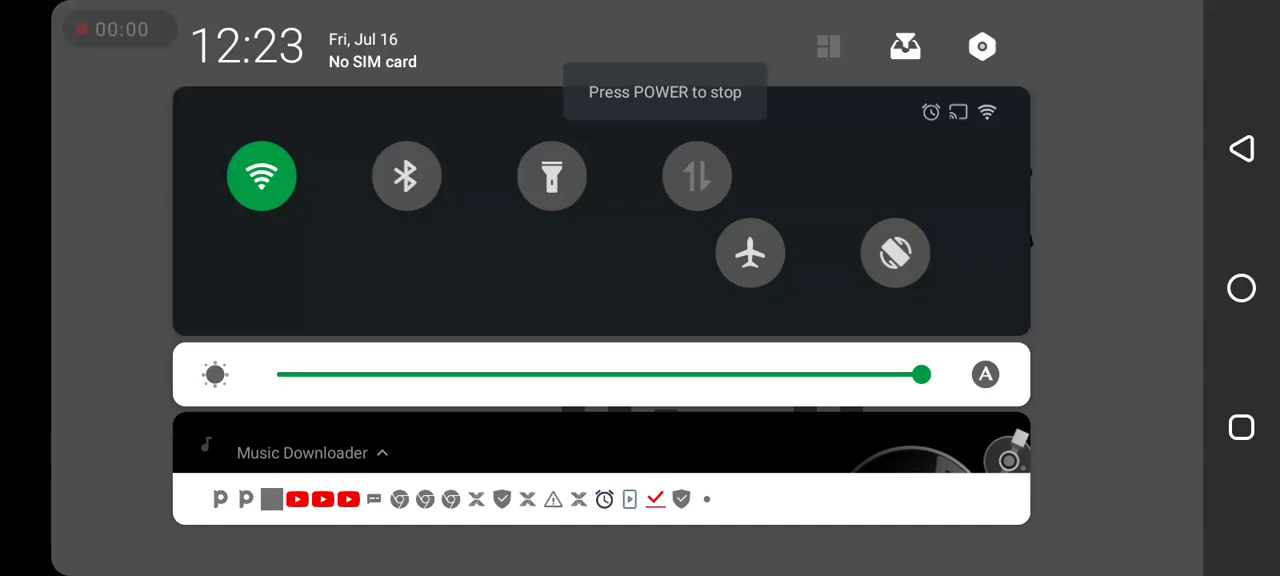 00:00
12:23
Fri, Jul 16
No SIM card
Press POWER to stop
A
Music Downloader